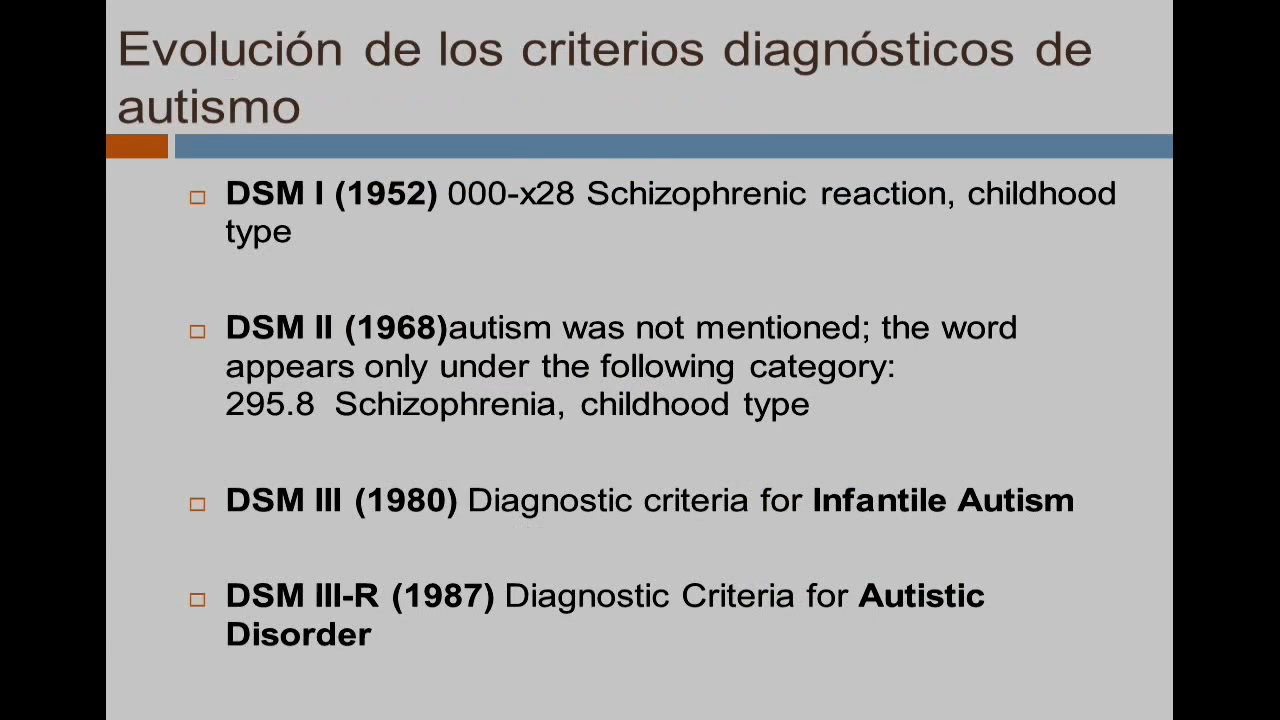 Evolución de los criterios diagnósticos de
autismo
DSM I (1952) 000-x28 Schizophrenic reaction, childhood
type
DSM II (1968)autism was not mentioned; the word
appears only under the following category:
295.8 Schizophrenia, childhood type
DSM III (1980) Diagnostic criteria for Infantile Autism
DSM III-R (1987) Diagnostic Criteria for Autistic
Disorder